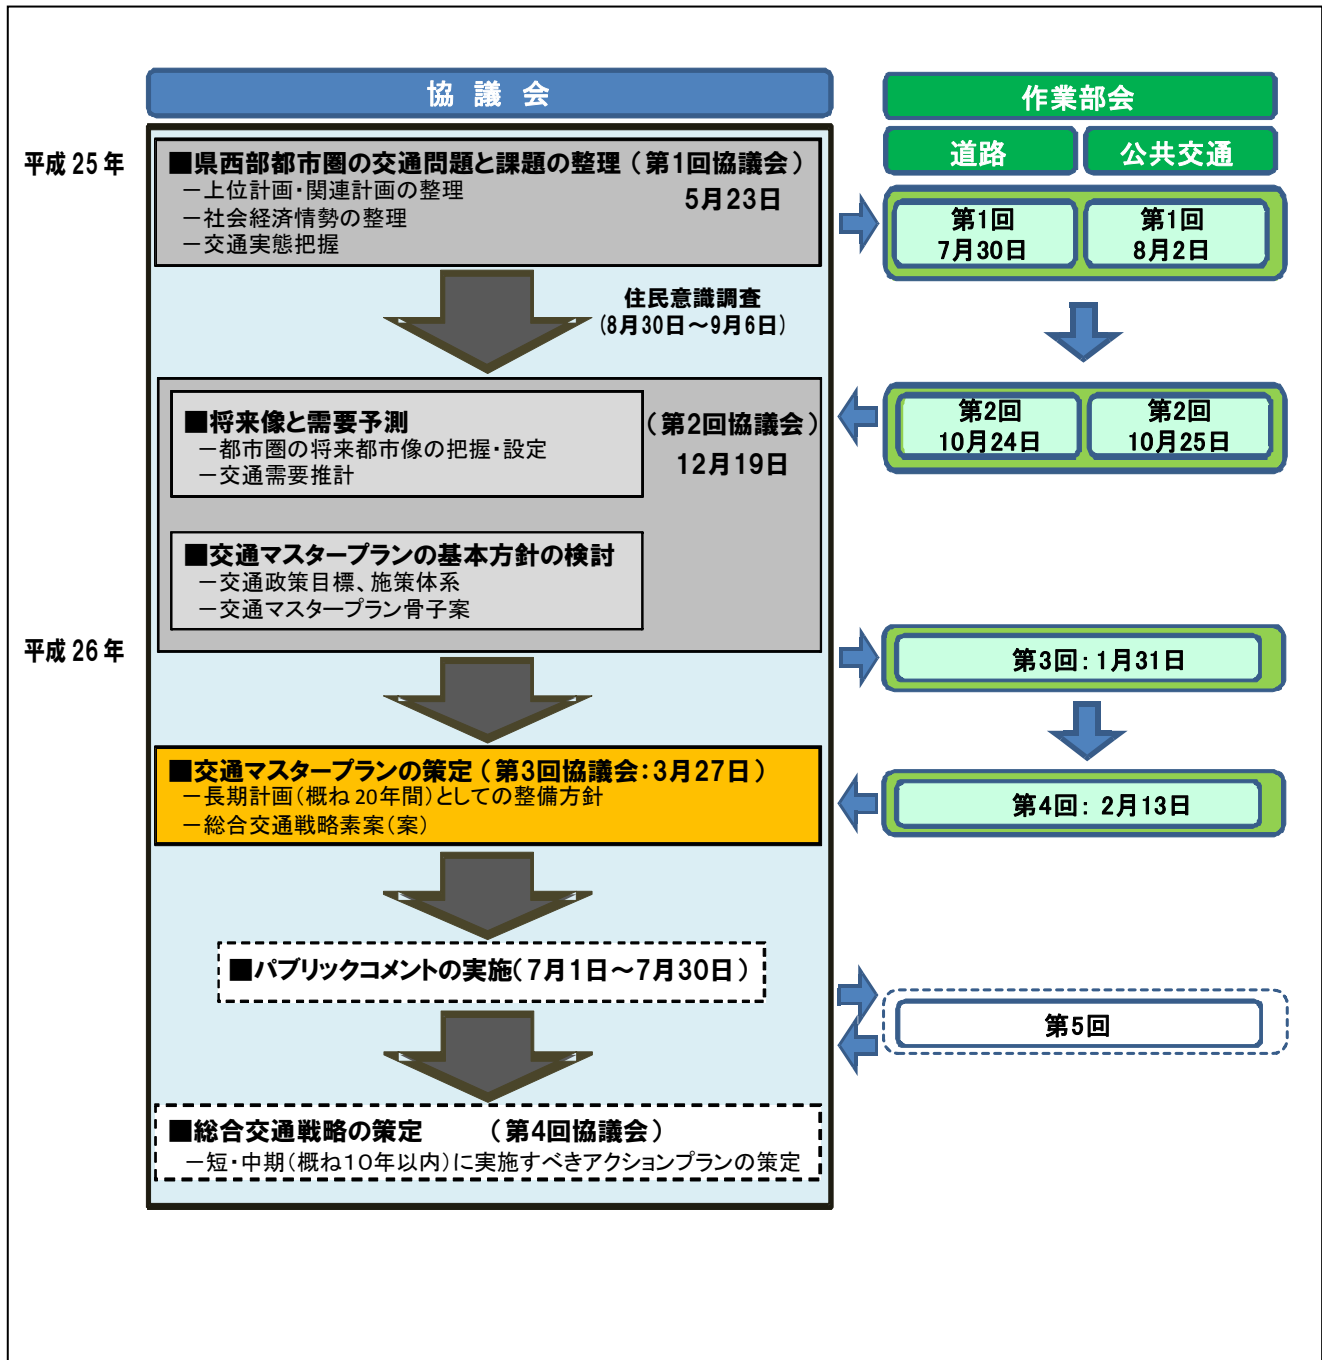 協 議 会
作業部会
道路
公共交通
平成 25 年
■県西部都市圏の交通問題と課題の整理（第1回協議会）
－上位計画・関連計画の整理
5月23日
－社会経済情勢の整理
－交通実態把握
第1回
7月30日
第1回
8月2日
住民意識調査
（8月30日～9月6日）
■将来像と需要予測
－都市圏の将来都市像の把握・設定
－交通需要推計
（第2回協議会）
12月19日
第2回
10月24日
第2回
10月25日
■交通マスタープランの基本方針の検討
－交通政策目標、施策体系
－交通マスタープラン骨子案
平成 26 年
第3回：1月31日
■交通マスタープランの策定（第3回協議会：3月27日）
－長期計画（概ね 20年間）としての整備方針
－総合交通戦略素案（案）
第4回：2月13日
■パブリックコメントの実施（7月1日～7月30日）
第5回
■総合交通戦略の策定　　（第4回協議会）
－短・中期（概ね10年以内）に実施すべきアクションプランの策定